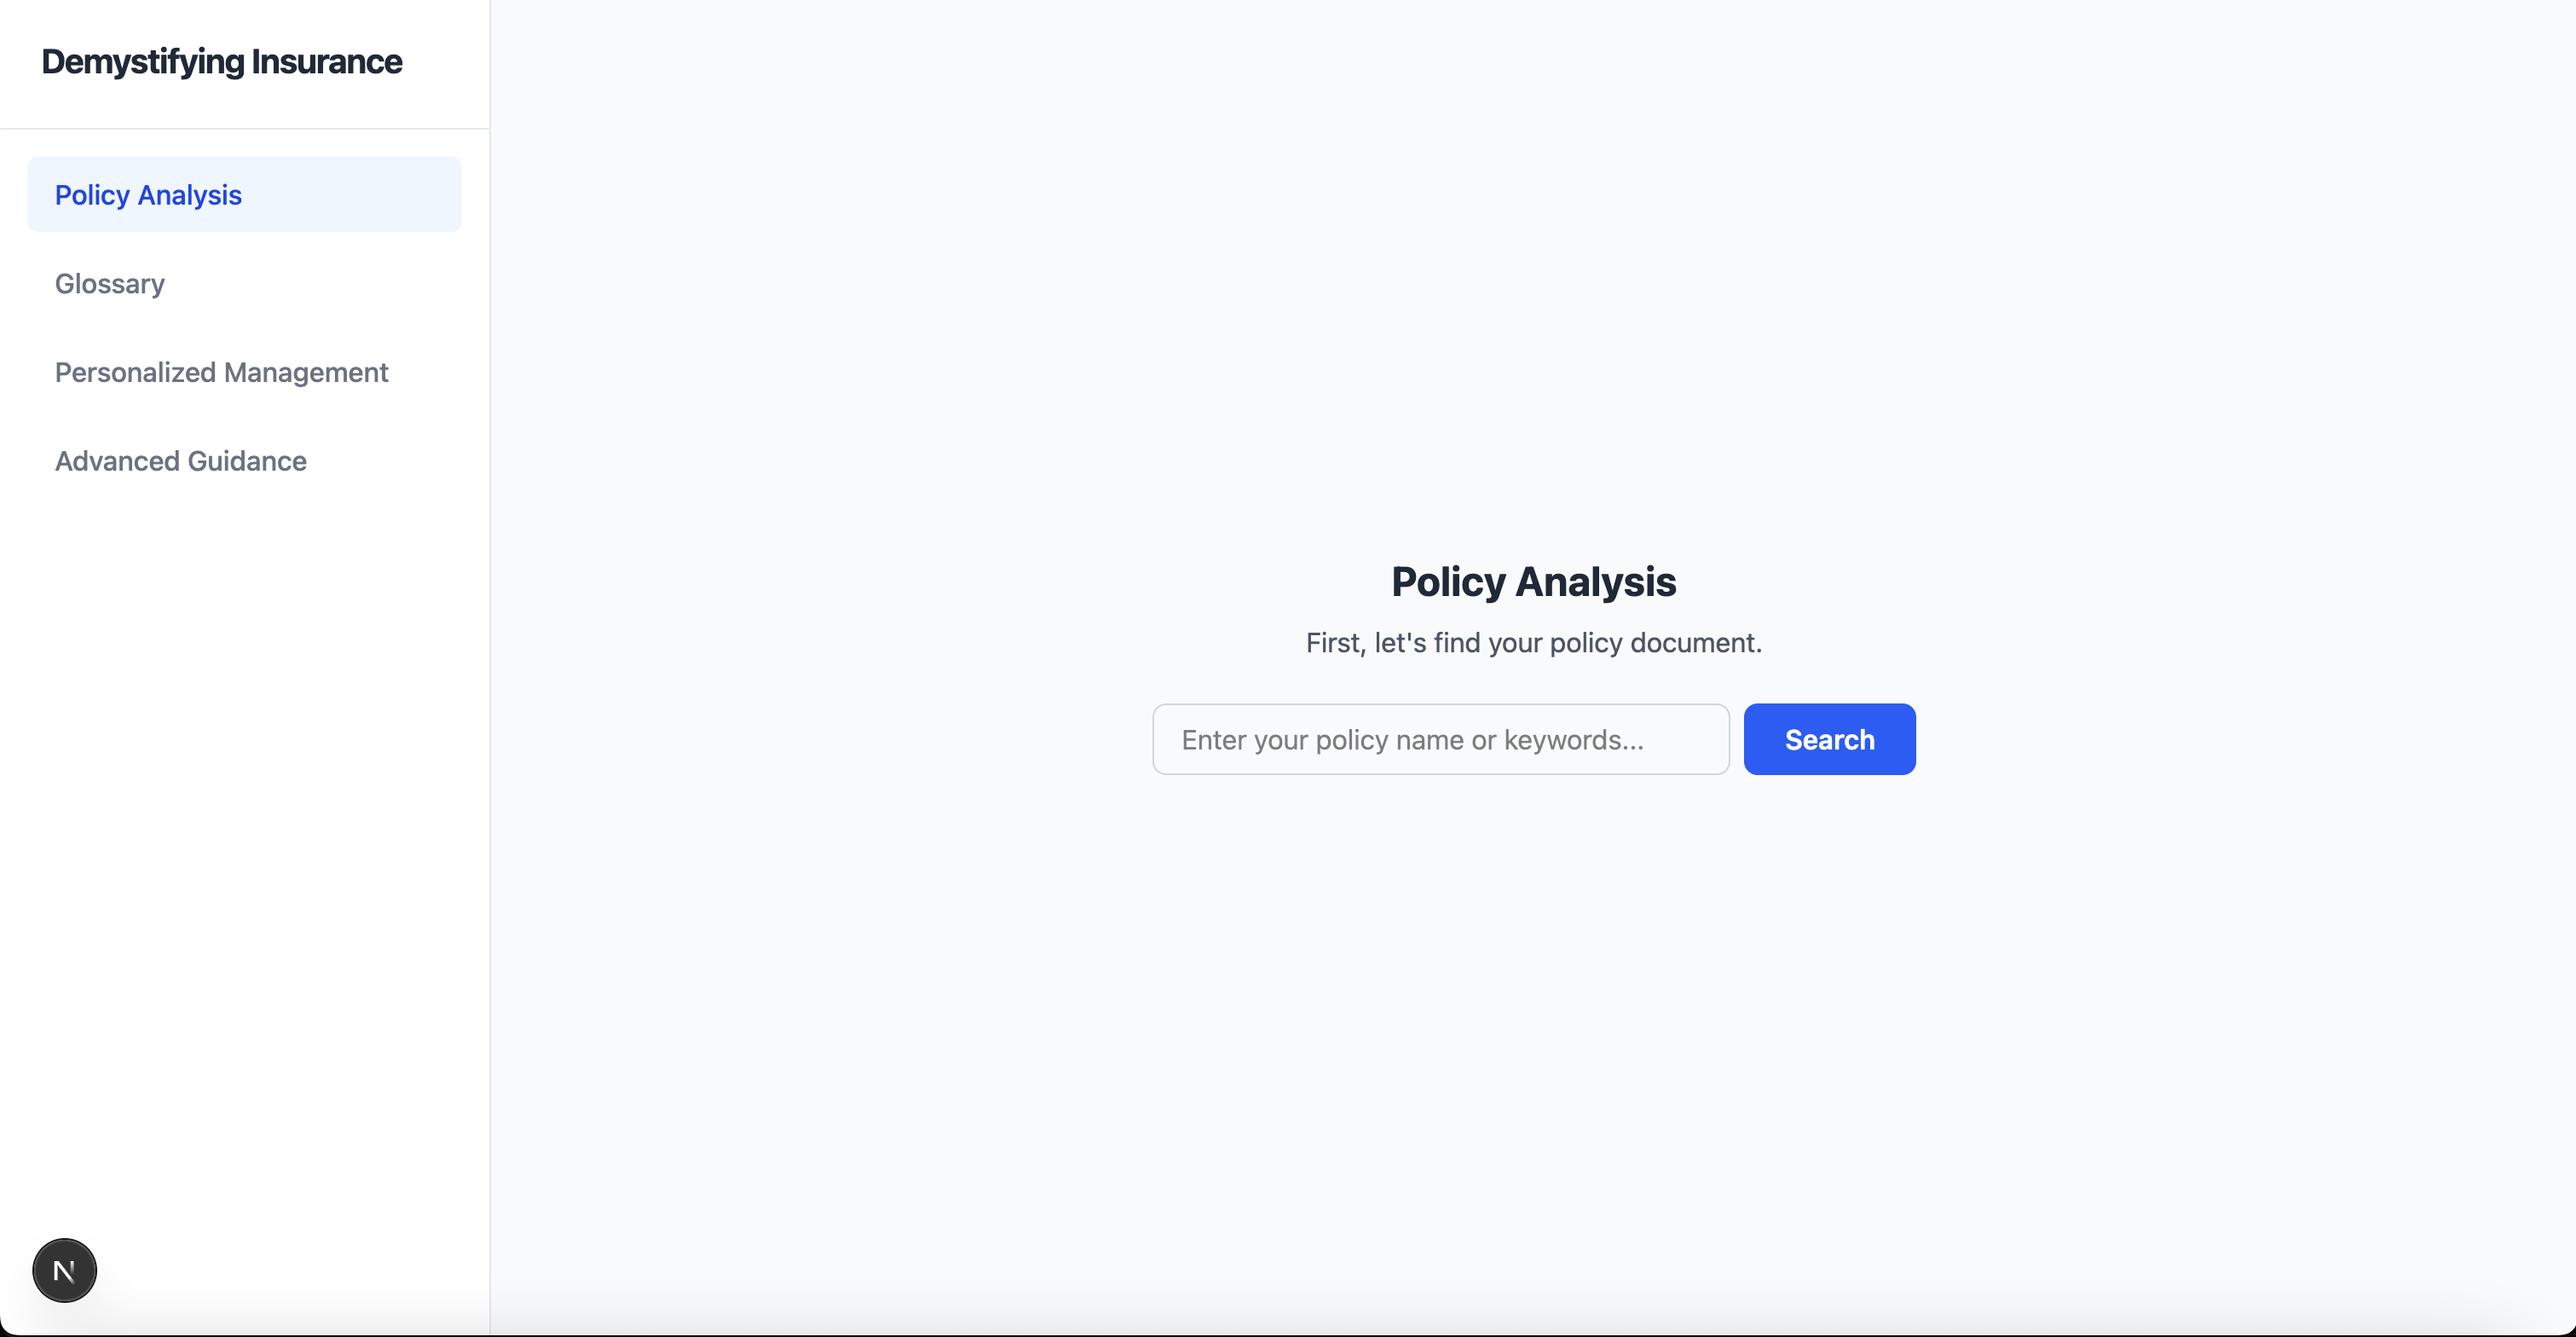 Demystifying Insurance
Policy Analysis
Glossary
Personalized Management
Advanced Guidance
Policy Analysis
First, let's find your policy document.
Enter your policy name or keywords...
Search
N